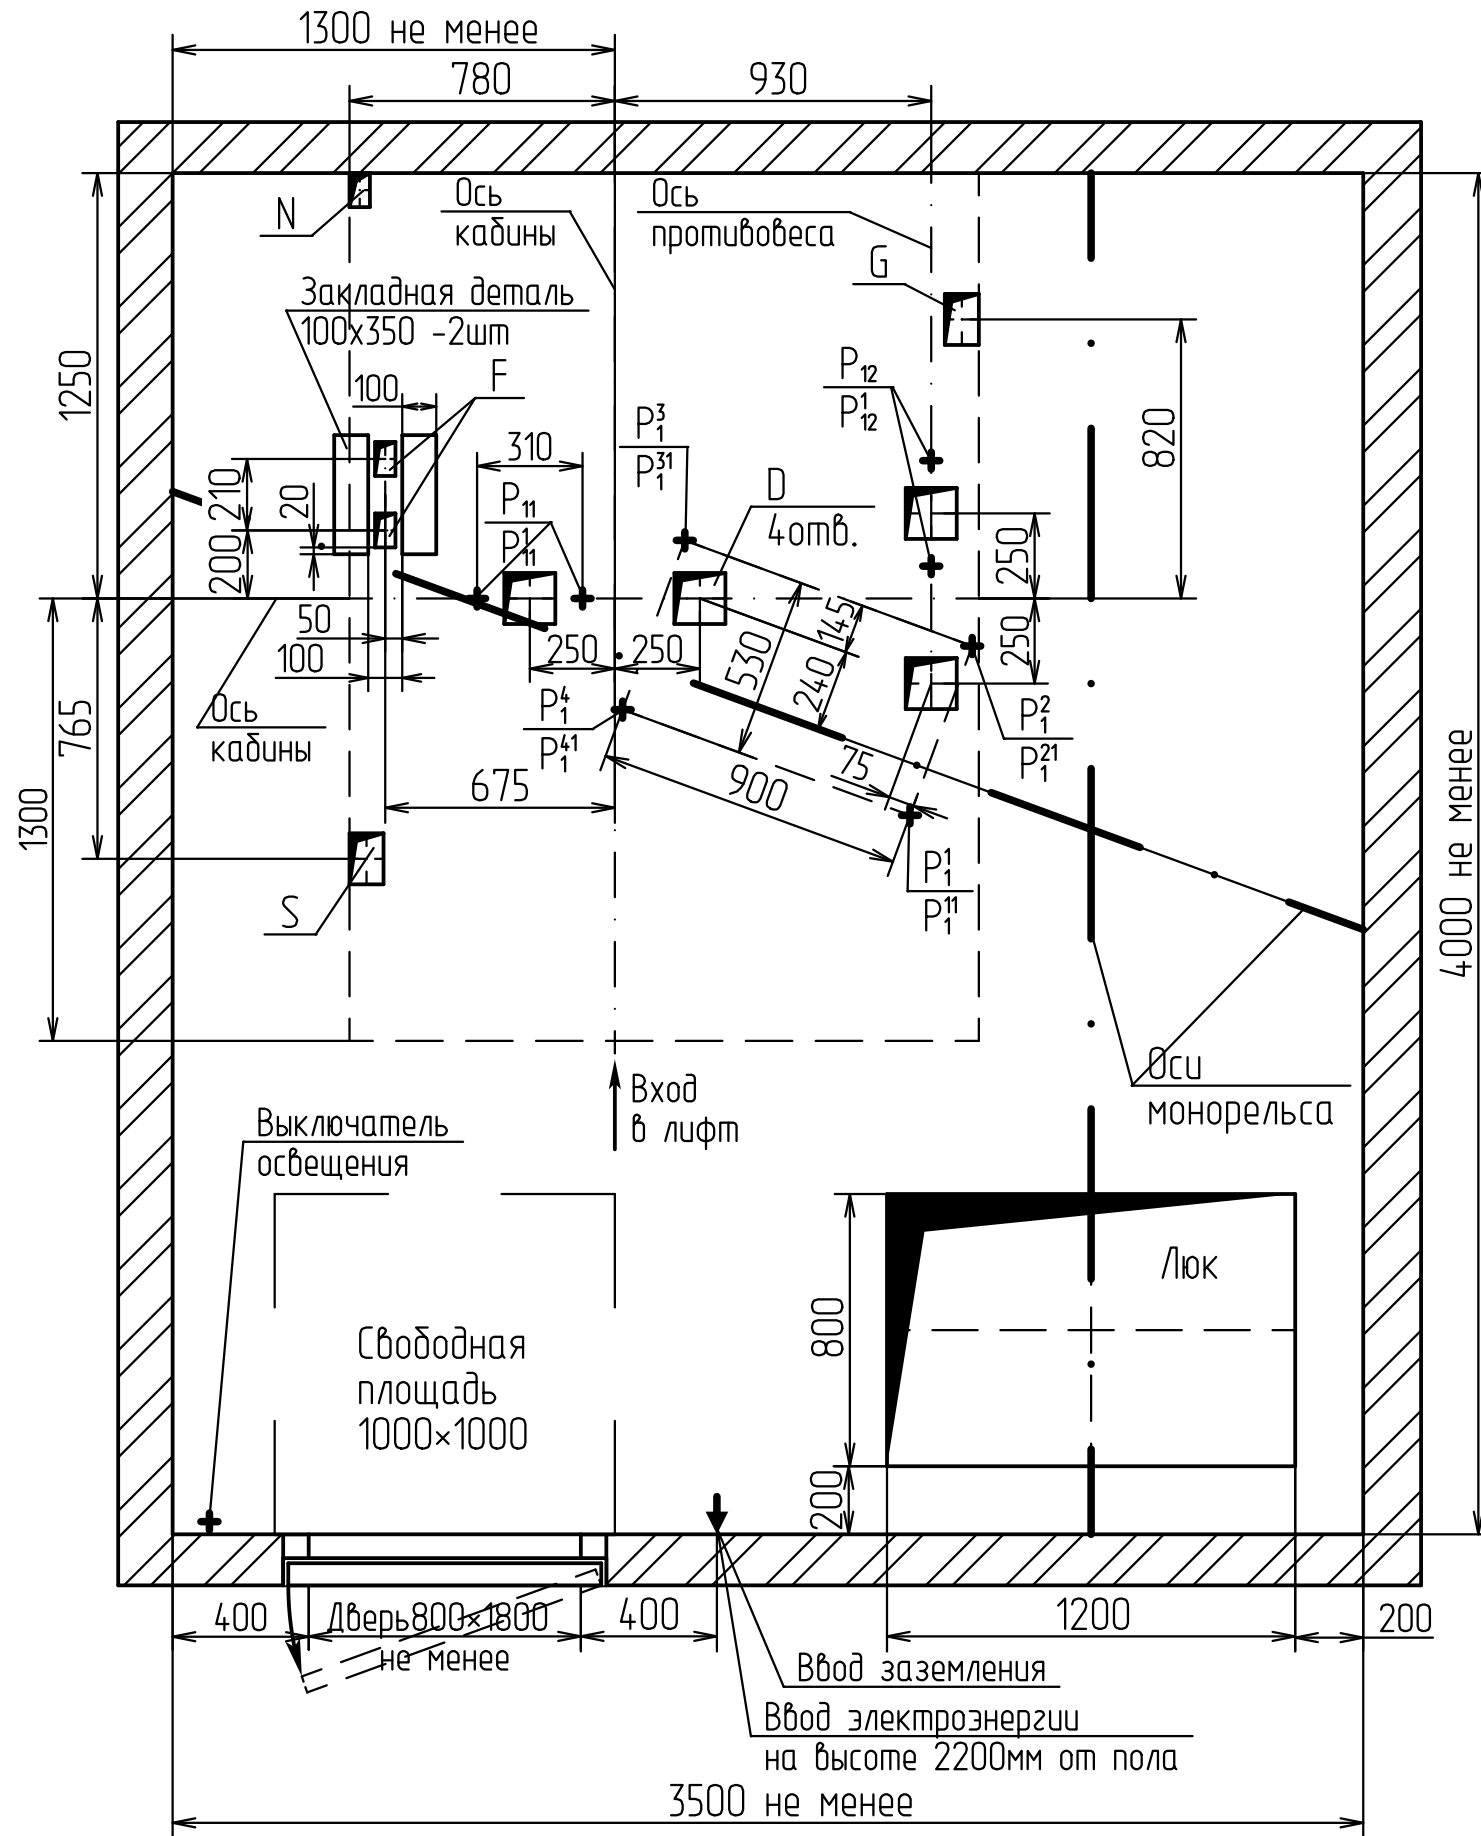 1300 не менее
780
930
Ось
кабины
Ось
противовеса
N
G
Закладная деталь
100х350 -2шт
100
F
1250
310
P₁₂
P¹₁₂
820
P³₁
P³¹₁
D
4отв.
210
20
P₁₁
P¹₁₁
200
250
50
100
250
250
530
145
240
250
765
Ось
кабины
P⁴₁
P⁴¹₁
P²₁
P²¹₁
675
900
75
1300
S
P¹₁
P¹¹₁
4000 не менее
Вход
в лифт
Оси
монорельса
Выключатель
освещения
Люк
800
Свободная
площадь
1000×1000
200
400
Дверь800×1800
не менее
400
1200
200
Ввод заземления
Ввод электроэнергии
на высоте 2200мм от пола
3500 не менее